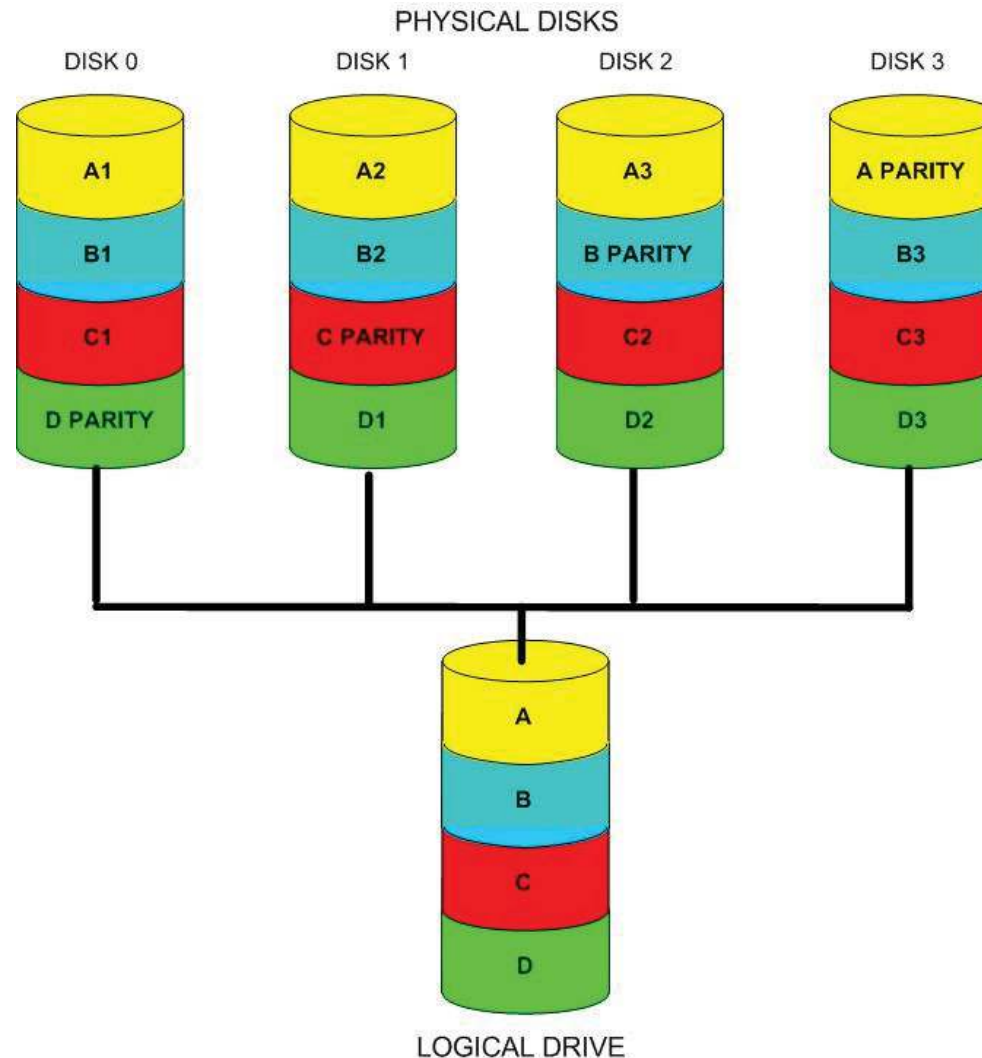 PHYSICAL DISKS
DISK 0 DISK 1 DISK 2 DISK 3
A1 A2 A3 A PARITY
B1 B2 B PARITY B3
C1 C PARITY C2 C3
D PARITY D1 D2 D3
A
B
C
D
LOGICAL DRIVE